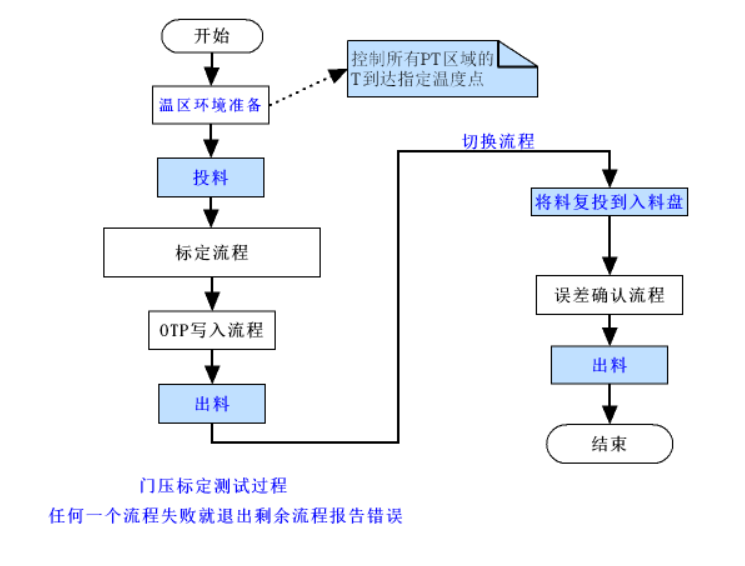 开始
温区环境准备
控制所有PT区域的
T到达指定温度点
投料
标定流程
OTP写入流程
出料
切换流程
将料复投到入料盘
误差确认流程
出料
结束
门压标定测试过程
任何一个流程失败就退出剩余流程报告错误